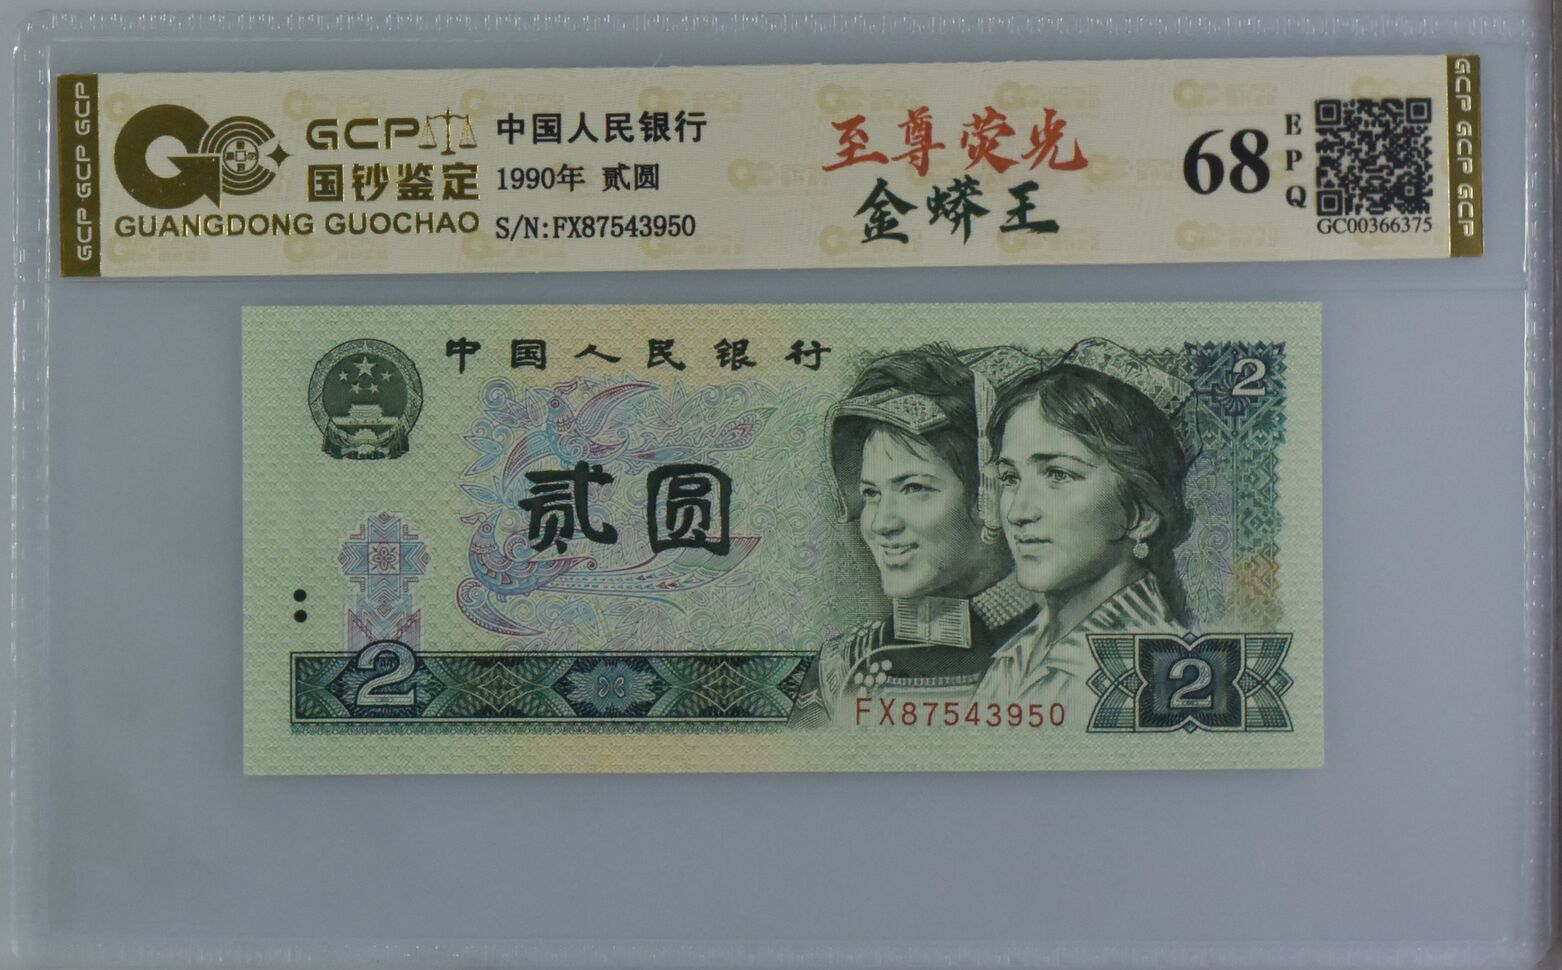 GCP GCP GCP
GCP
国钞鉴定
GUANGDONG GUOCHAO
中国人民银行
1990年 贰圆
S/N:FX87543950
至尊荧光
金蟒王
68
EPQ
GC00366375
GCP GCP GCP
中国人民银行
2
贰圆
2
2
FX87543950